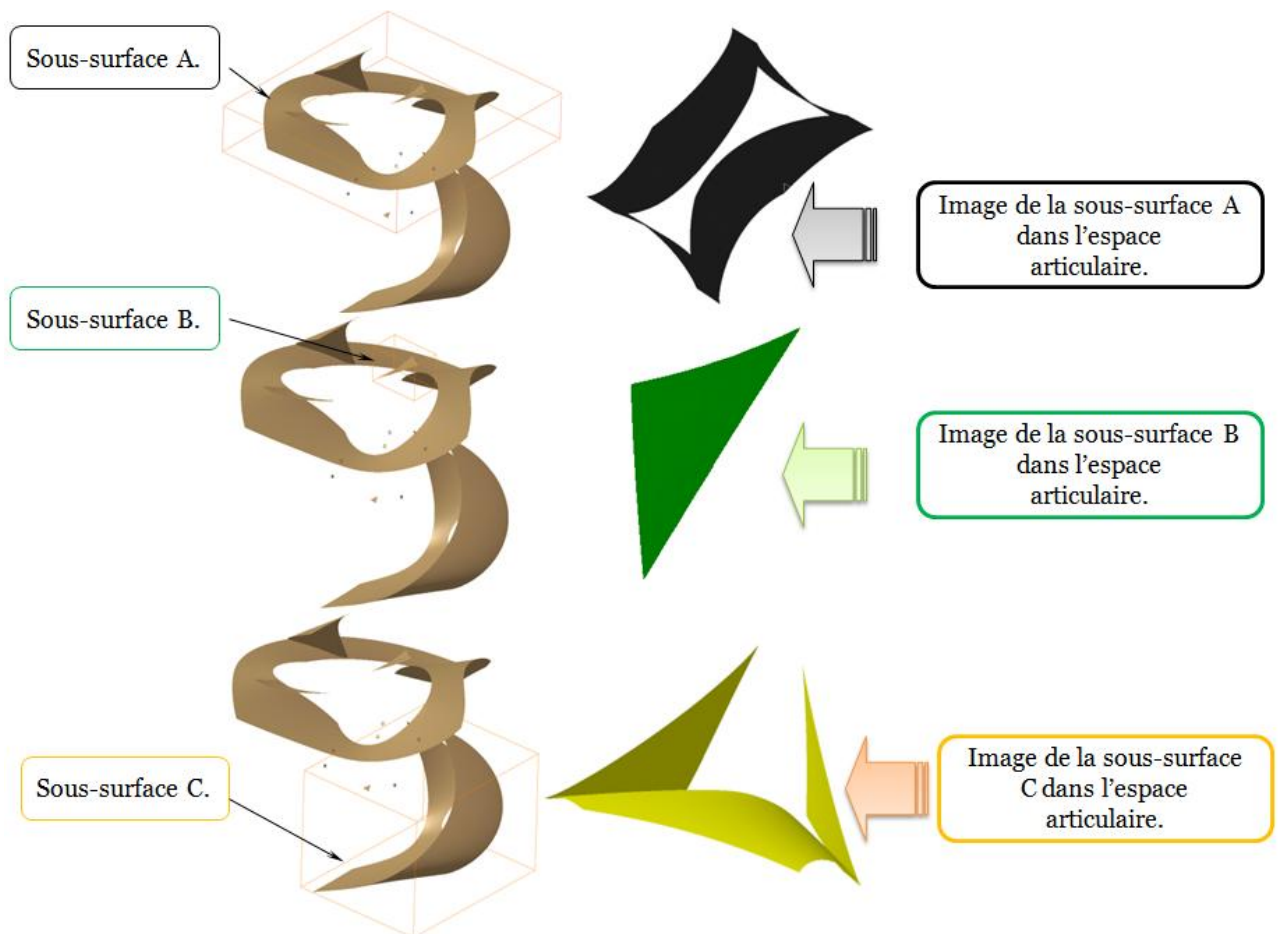 Sous-surface A.
Image de la sous-surface A
dans l’espace
articulaire.
Sous-surface B.
Image de la sous-surface B
dans l’espace
articulaire.
Sous-surface C.
Image de la sous-surface
C dans l’espace
articulaire.